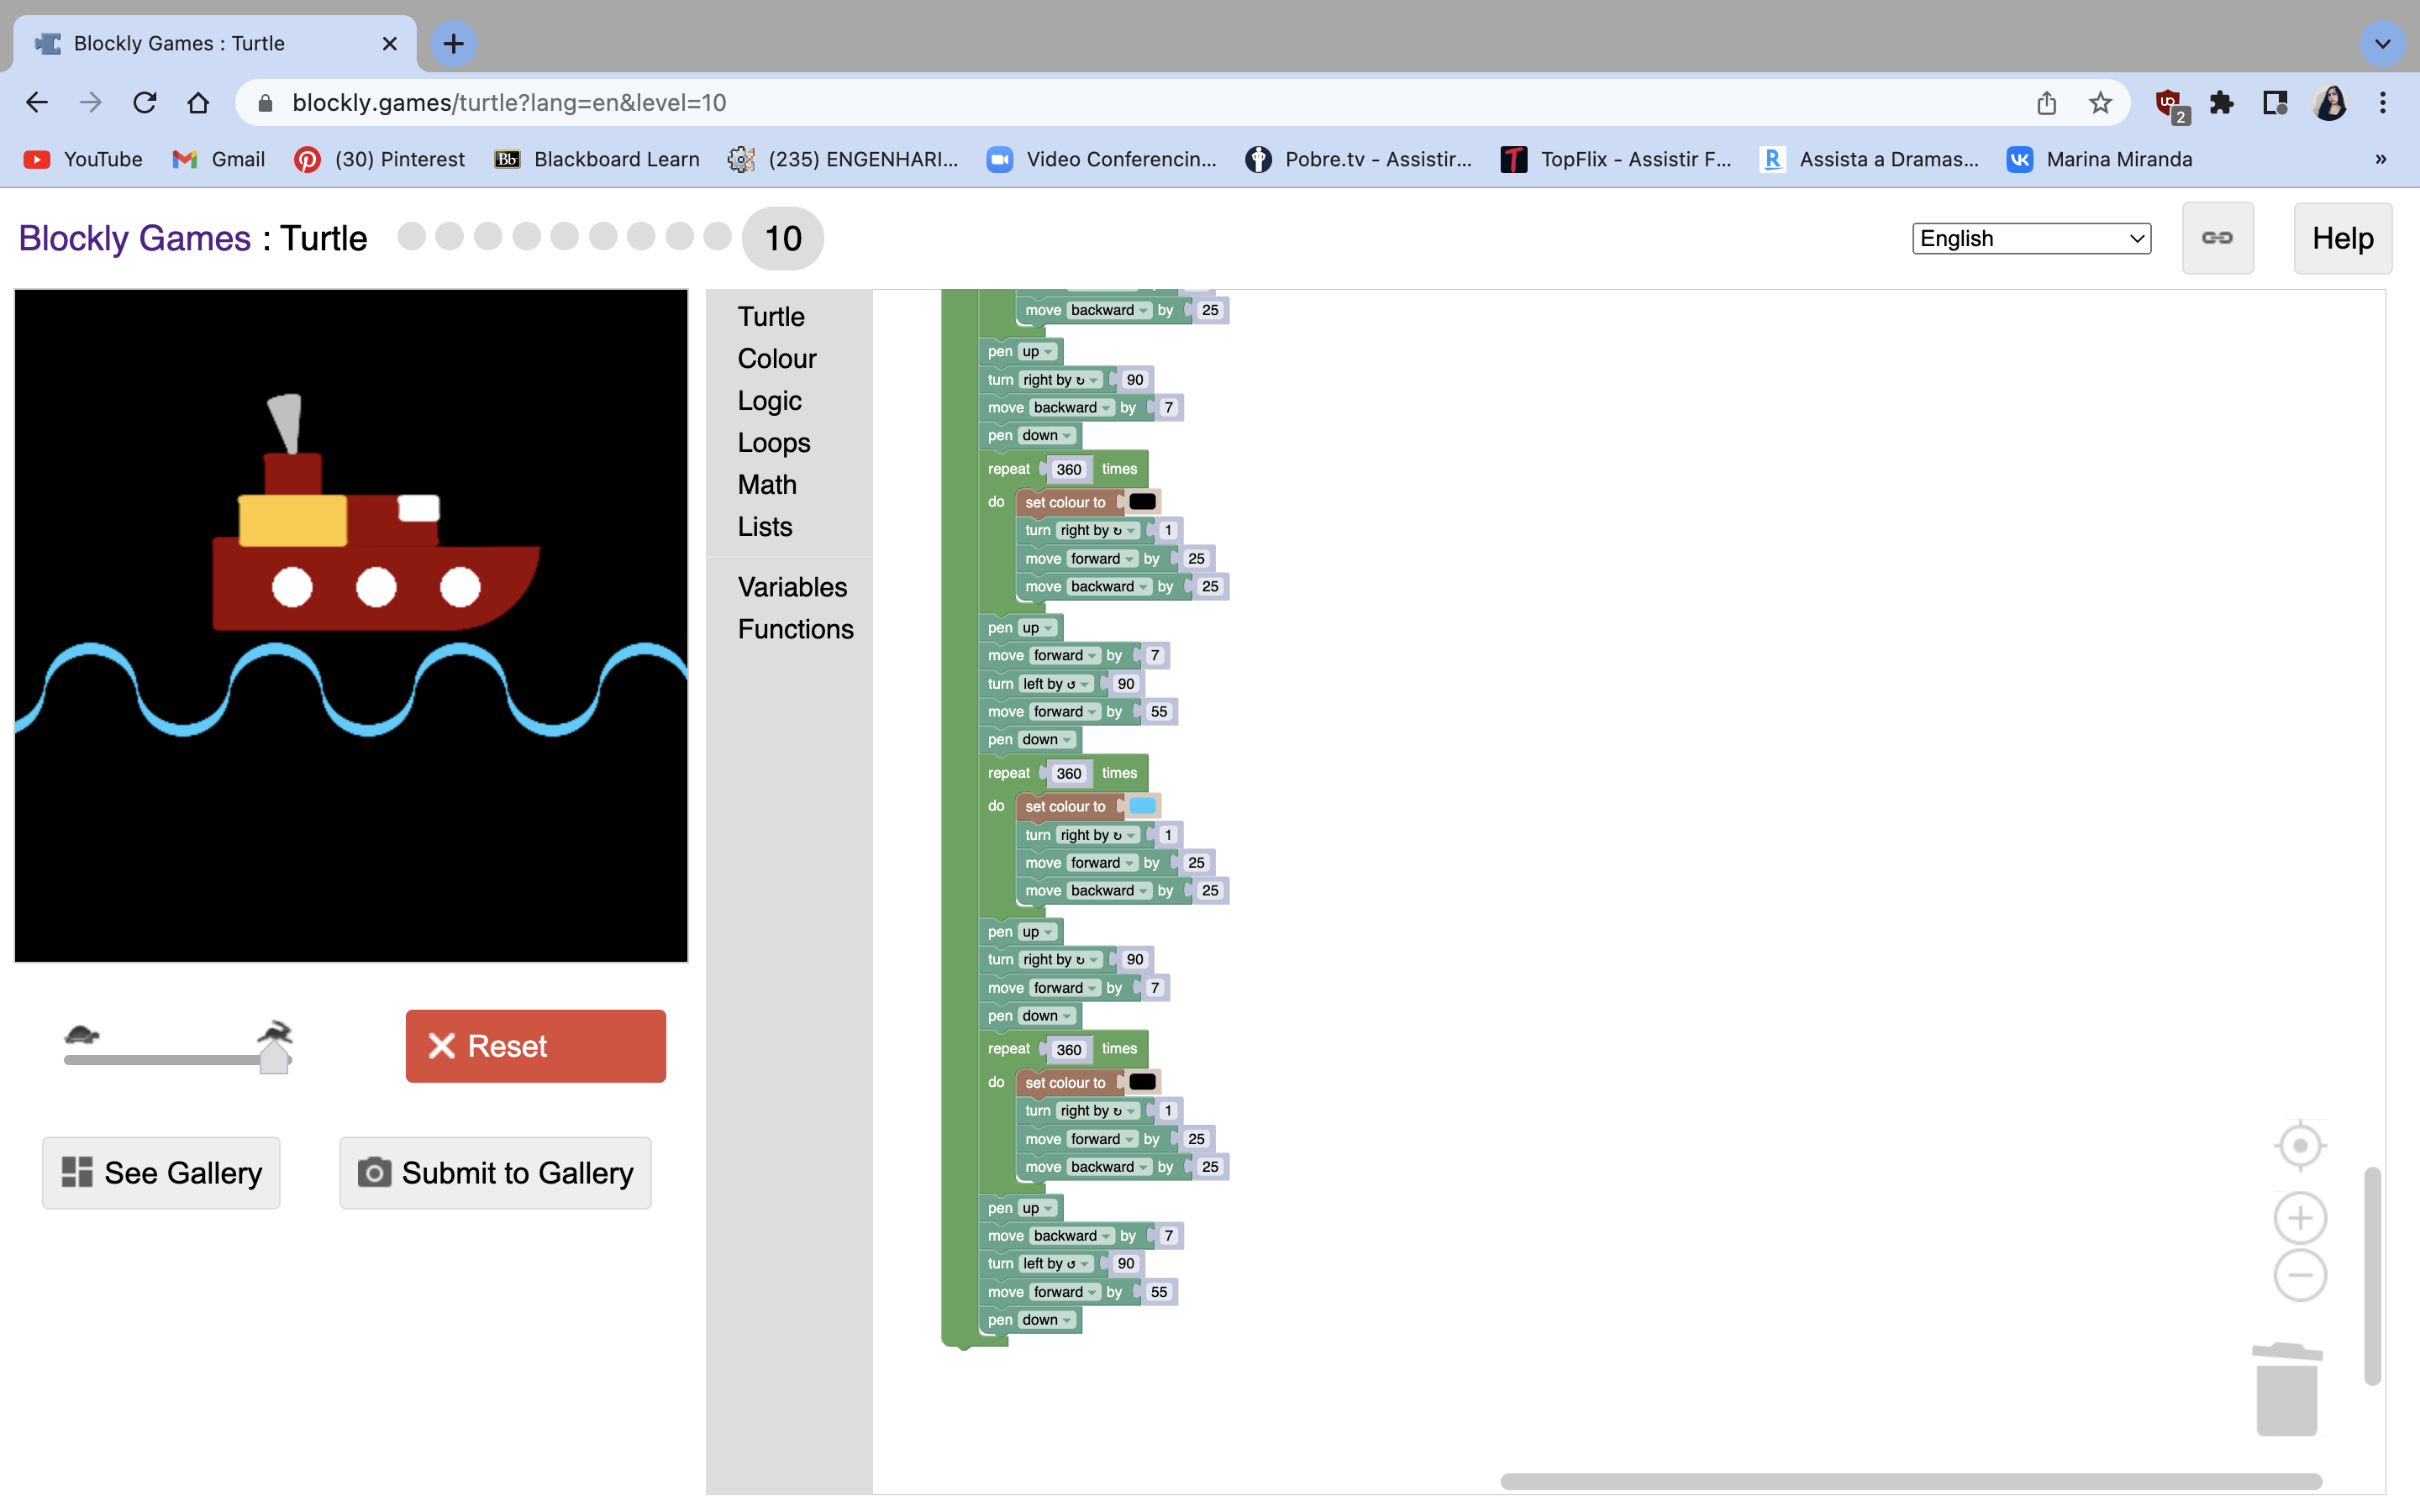 Blockly Games : Turtle
blockly.games/turtle?lang=en&level=10
2
YouTube
Gmail
(30) Pinterest
Bb Blackboard Learn
(235) ENGENHARI...
Video Conferencin...
Pobre.tv - Assistir...
TopFlix - Assistir F...
Assista a Dramas...
Marina Miranda
»
Blockly Games : Turtle
10
English
Help
Turtle
Colour
Logic
Loops
Math
Lists
Variables
Functions
move backward by 25
pen up
turn right by ↻ 90
move backward by 7
pen down
repeat 360 times
do set colour to
turn right by ↻ 1
move forward by 25
move backward by 25
pen up
move forward by 7
turn left by ↺ 90
move forward by 55
pen down
repeat 360 times
do set colour to
turn right by ↻ 1
move forward by 25
move backward by 25
pen up
turn right by ↻ 90
move forward by 7
pen down
repeat 360 times
do set colour to
turn right by ↻ 1
move forward by 25
move backward by 25
pen up
move backward by 7
turn left by ↺ 90
move forward by 55
pen down
Reset
See Gallery
Submit to Gallery